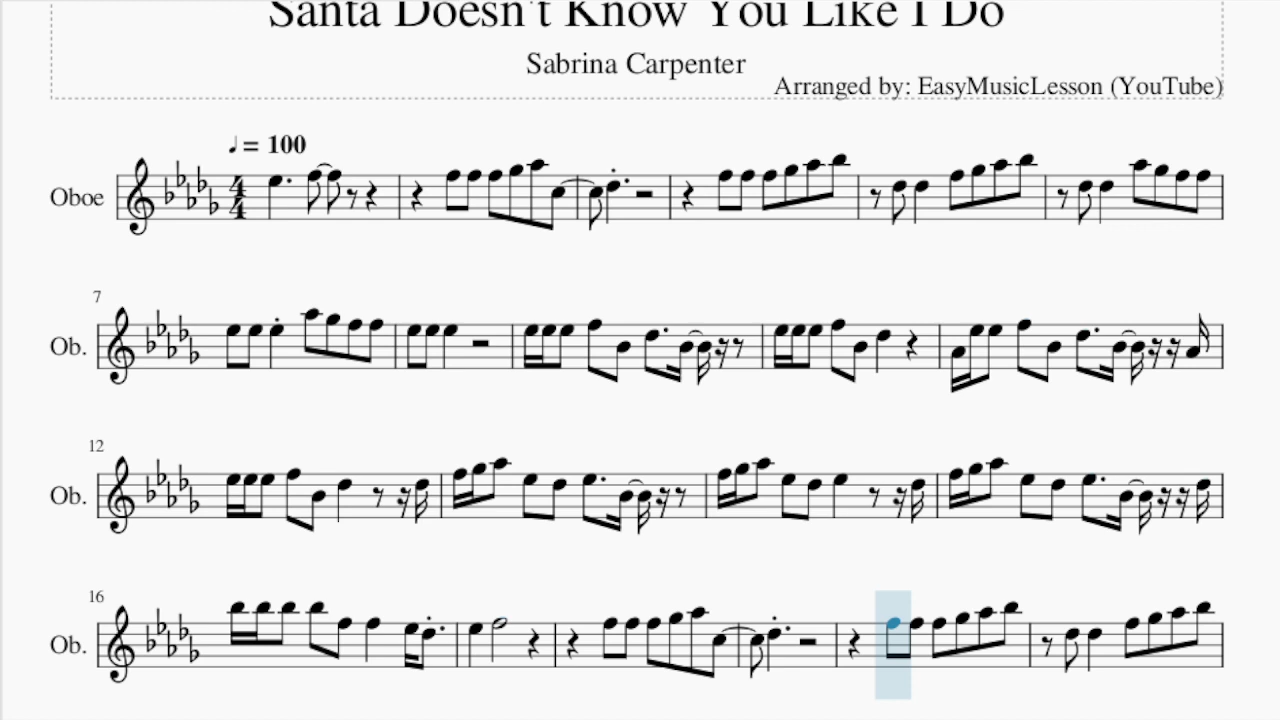 Santa Doesn't Know You Like I Do
Sabrina Carpenter
Arranged by: EasyMusicLesson (YouTube)
♩ = 100
Oboe
4
4
7
Ob.
12
Ob.
16
Ob.